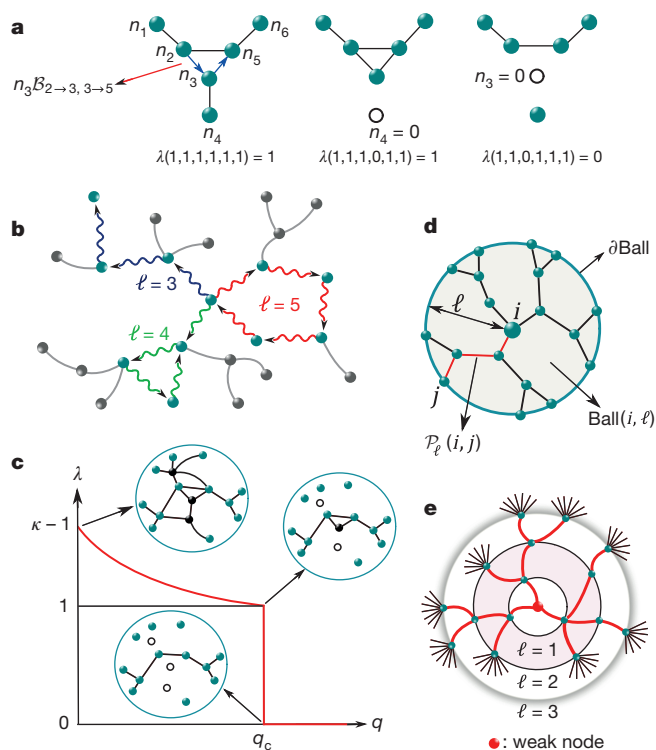 a
n₁
n₆
n₂
n₅
n₃
n₃ℬ₂→₃, ₃→₅
n₄
n₄ = 0
n₃ = 0
λ(1,1,1,1,1,1) = 1
λ(1,1,1,0,1,1) = 1
λ(1,1,0,1,1,1) = 0
b
ℓ = 3
ℓ = 5
ℓ = 4
c
λ
κ – 1
1
0
q_c
q
d
∂Ball
ℓ
i
j
𝒫_ℓ (i, j)
Ball(i, ℓ)
e
ℓ = 1
ℓ = 2
ℓ = 3
: weak node